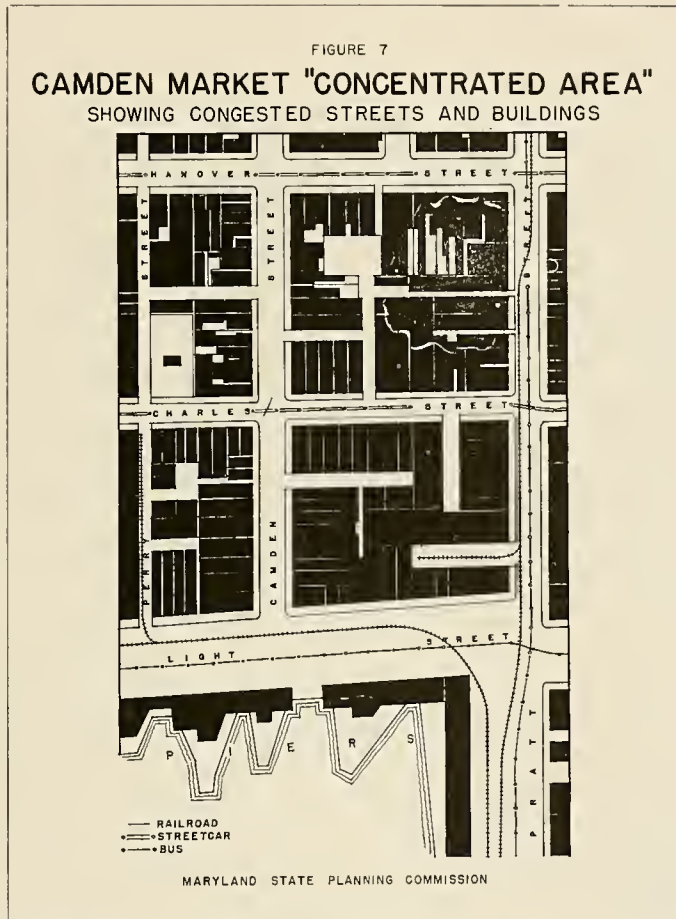 FIGURE 7
CAMDEN MARKET "CONCENTRATED AREA"
SHOWING CONGESTED STREETS AND BUILDINGS
HANOVER STREET
STREET
STREET
STREET
CHARLES STREET
PERRY
CAMDEN
LIGHT STREET
PIERS
PRATT
RAILROAD
STREETCAR
BUS
MARYLAND STATE PLANNING COMMISSION